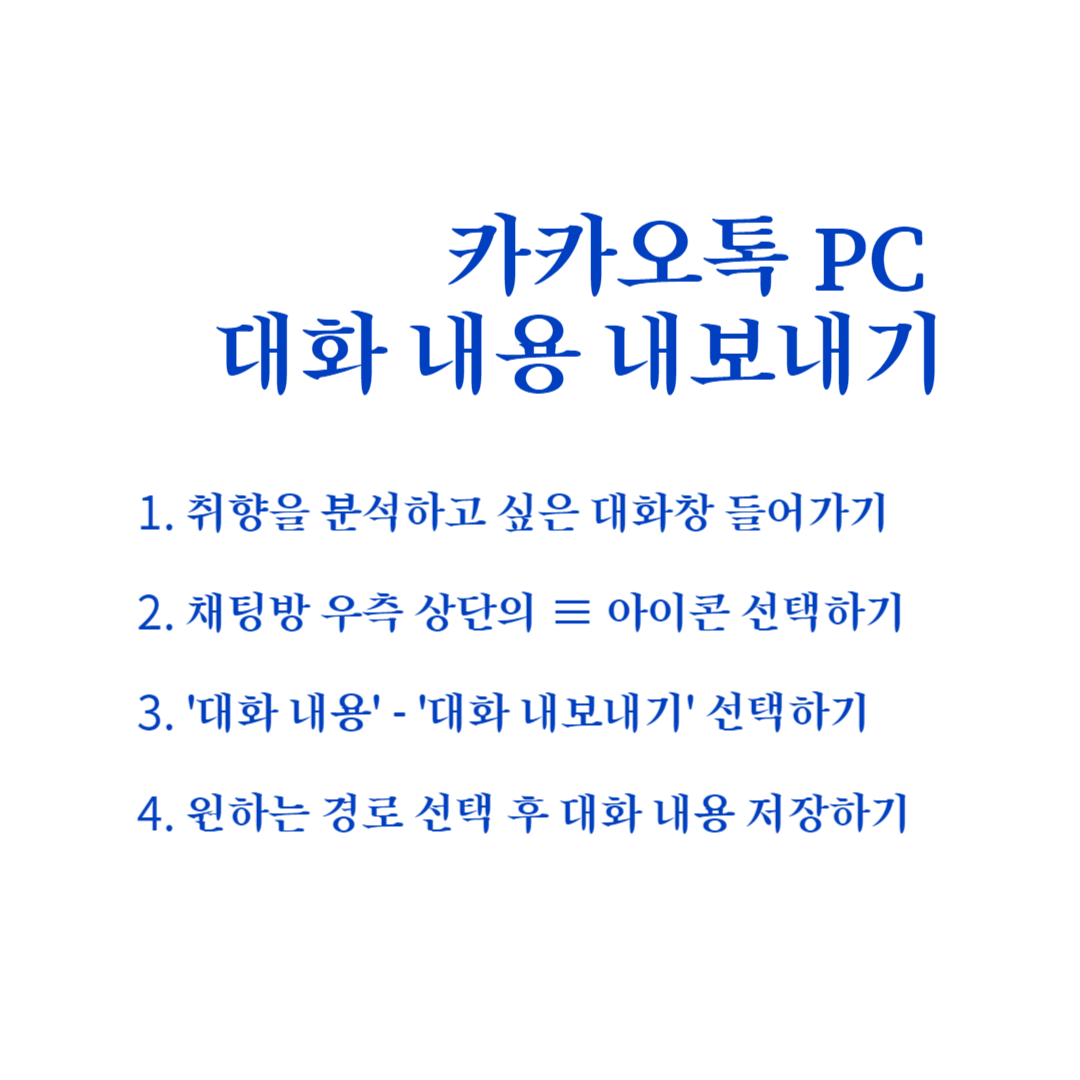 카카오톡 PC
대화 내용 내보내기
1. 취향을 분석하고 싶은 대화창 들어가기
2. 채팅방 우측 상단의 ☰ 아이콘 선택하기
3. '대화 내용' - '대화 내보내기' 선택하기
4. 원하는 경로 선택 후 대화 내용 저장하기